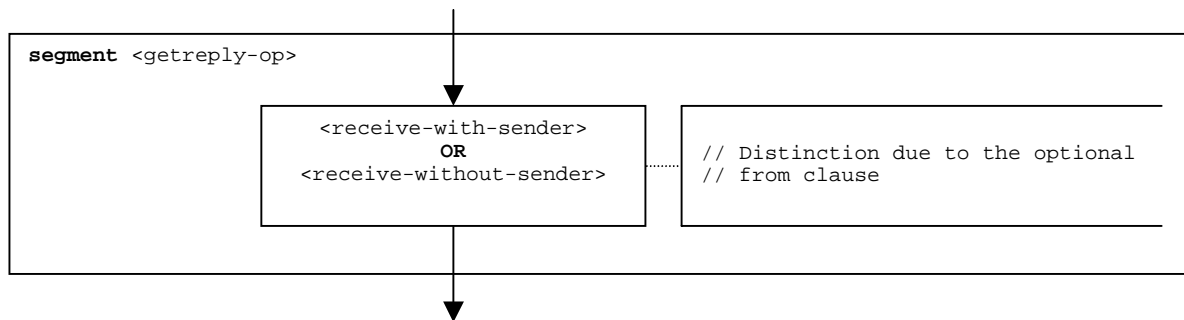 segment <getreply-op>
<receive-with-sender>
OR
<receive-without-sender>
// Distinction due to the optional
// from clause